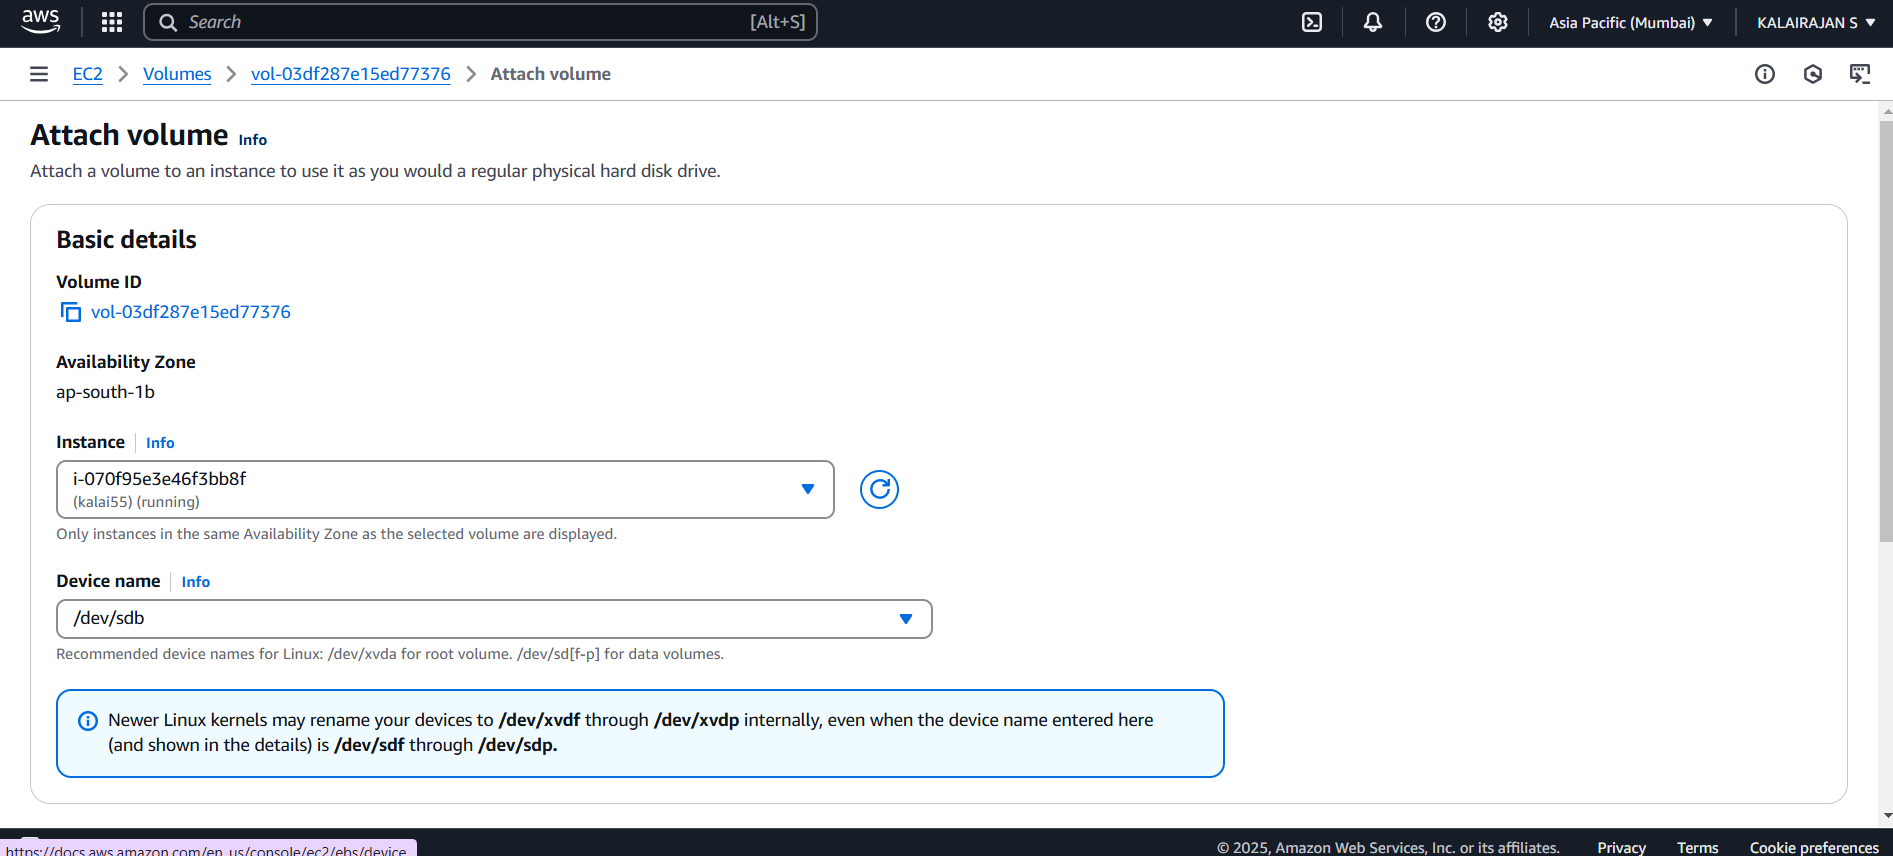 aws
Search [Alt+S]
Asia Pacific (Mumbai)
KALAIRAJAN S
EC2 > Volumes > vol-03df287e15ed77376 > Attach volume
Attach volume Info
Attach a volume to an instance to use it as you would a regular physical hard disk drive.
Basic details
Volume ID
vol-03df287e15ed77376
Availability Zone
ap-south-1b
Instance Info
i-070f95e3e46f3bb8f
(kalai55) (running)
Only instances in the same Availability Zone as the selected volume are displayed.
Device name Info
/dev/sdb
Recommended device names for Linux: /dev/xvda for root volume. /dev/sd[f-p] for data volumes.
Newer Linux kernels may rename your devices to /dev/xvdf through /dev/xvdp internally, even when the device name entered here
(and shown in the details) is /dev/sdf through /dev/sdp.
https://docs.aws.amazon.com/en_us/console/ec2/ebs/device
© 2025, Amazon Web Services, Inc. or its affiliates. Privacy Terms Cookie preferences